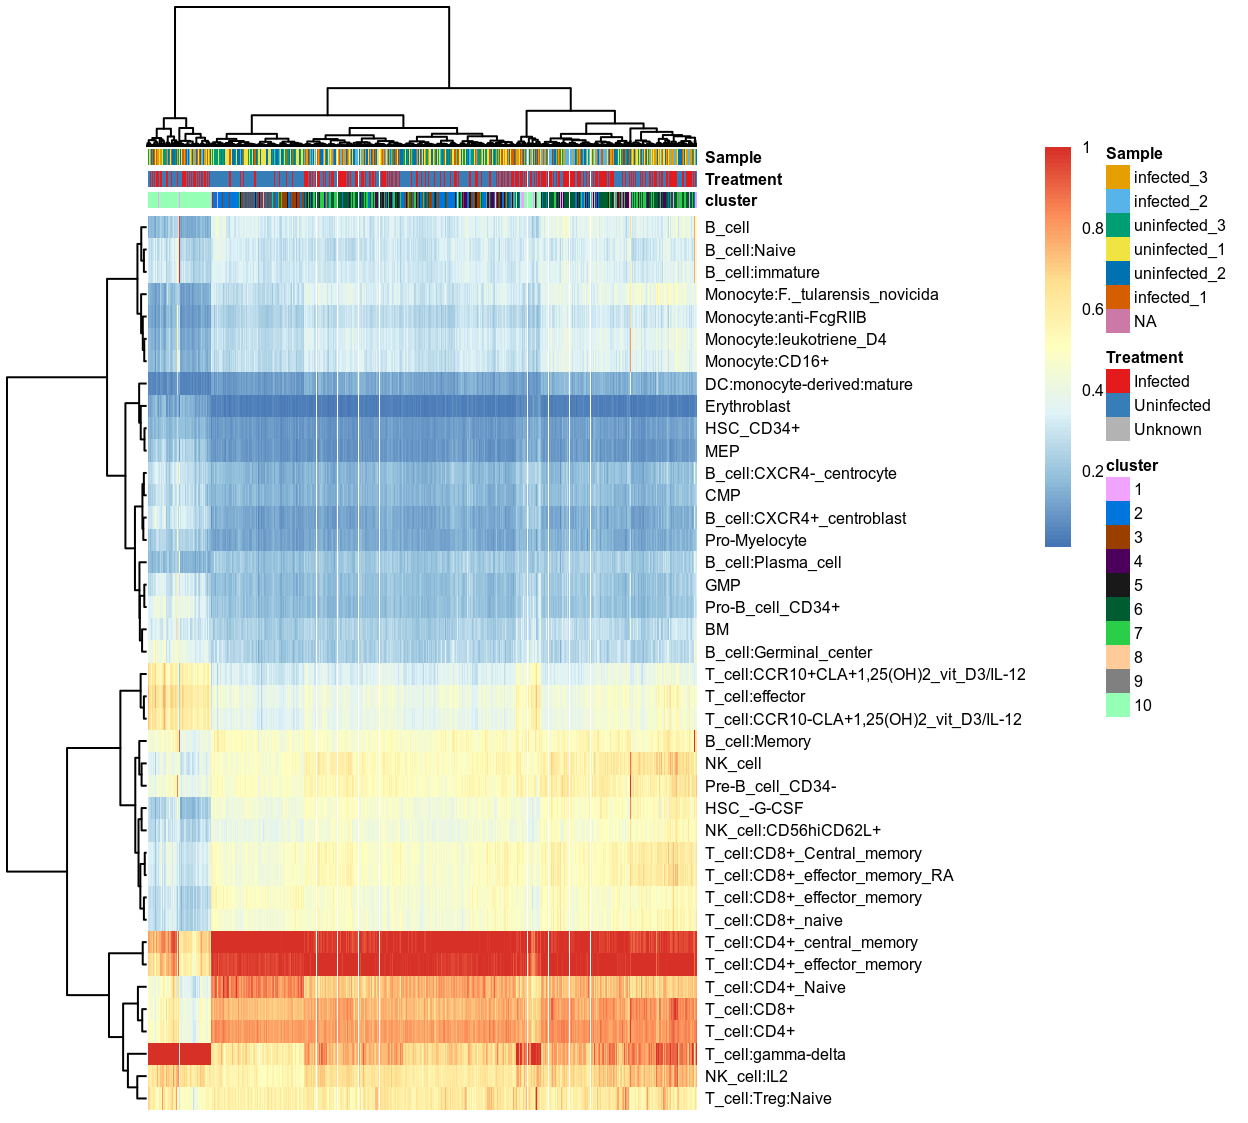 Sample
Treatment
cluster
B_cell
B_cell:Naive
B_cell:immature
Monocyte:F._tularensis_novicida
Monocyte:anti-FcgRIIB
Monocyte:leukotriene_D4
Monocyte:CD16+
DC:monocyte-derived:mature
Erythroblast
HSC_CD34+
MEP
B_cell:CXCR4-_centrocyte
CMP
B_cell:CXCR4+_centroblast
Pro-Myelocyte
B_cell:Plasma_cell
GMP
Pro-B_cell_CD34+
BM
B_cell:Germinal_center
T_cell:CCR10+CLA+1,25(OH)2_vit_D3/IL-12
T_cell:effector
T_cell:CCR10-CLA+1,25(OH)2_vit_D3/IL-12
B_cell:Memory
NK_cell
Pre-B_cell_CD34-
HSC_-G-CSF
NK_cell:CD56hiCD62L+
T_cell:CD8+_Central_memory
T_cell:CD8+_effector_memory_RA
T_cell:CD8+_effector_memory
T_cell:CD8+_naive
T_cell:CD4+_central_memory
T_cell:CD4+_effector_memory
T_cell:CD4+_Naive
T_cell:CD8+
T_cell:CD4+
T_cell:gamma-delta
NK_cell:IL2
T_cell:Treg:Naive
1
0.8
0.6
0.4
0.2
Sample
infected_3
infected_2
uninfected_3
uninfected_1
uninfected_2
infected_1
NA
Treatment
Infected
Uninfected
Unknown
cluster
1
2
3
4
5
6
7
8
9
10